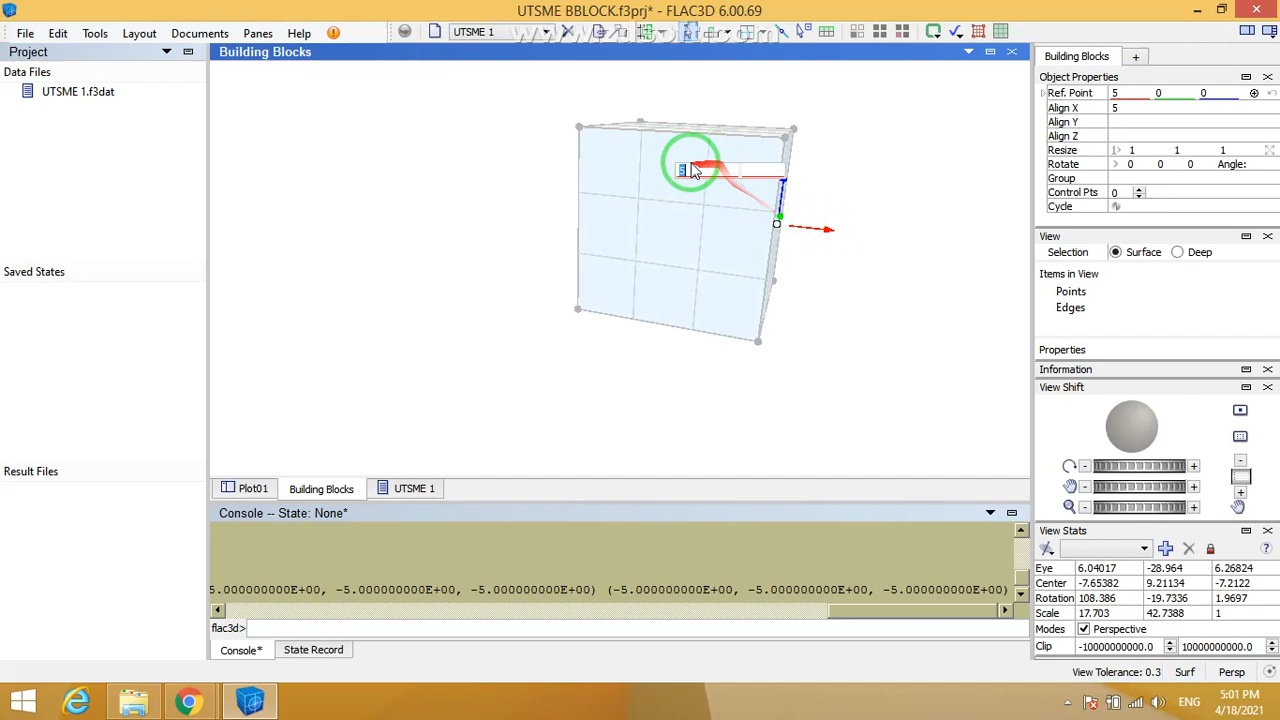 UTSME BBLOCK.f3prj* - FLAC3D 6.00.69
File Edit Tools Layout Documents Panes Help
UTSME 1
Project
Data Files
UTSME 1.f3dat
Saved States
Result Files
Building Blocks
5
Plot01 Building Blocks UTSME 1
Console -- State: None*
5.000000000E+00, -5.000000000E+00, -5.000000000E+00) (-5.000000000E+00, -5.000000000E+00, -5.000000000E+00)
flac3d>
Console* State Record
Building Blocks +
Object Properties
Ref. Point 5 0 0
Align X 5
Align Y
Align Z
Resize 1 1 1
Rotate 0 0 0 Angle:
Group
Control Pts 0
Cycle
View
Selection Surface Deep
Items in View
Points
Edges
Properties
Information
View Shift
View Stats
Eye 6.04017 -28.964 6.26824
Center -7.65382 9.21134 -7.2122
Rotation 108.386 -19.7336 1.9697
Scale 17.703 42.7388 1
Modes Perspective
Clip -10000000000.0 10000000000.0
View Tolerance: 0.3 Surf Persp
ENG
5:01 PM
4/18/2021